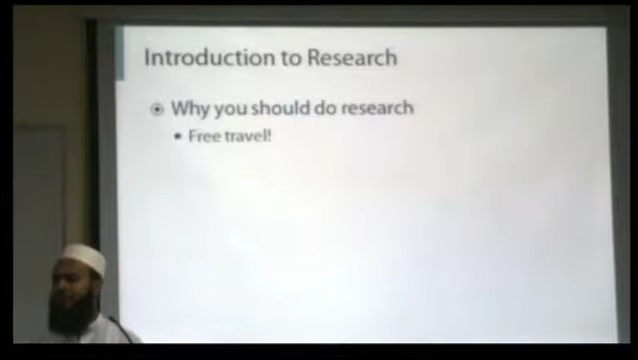 Introduction to Research
Why you should do research
Free travel!